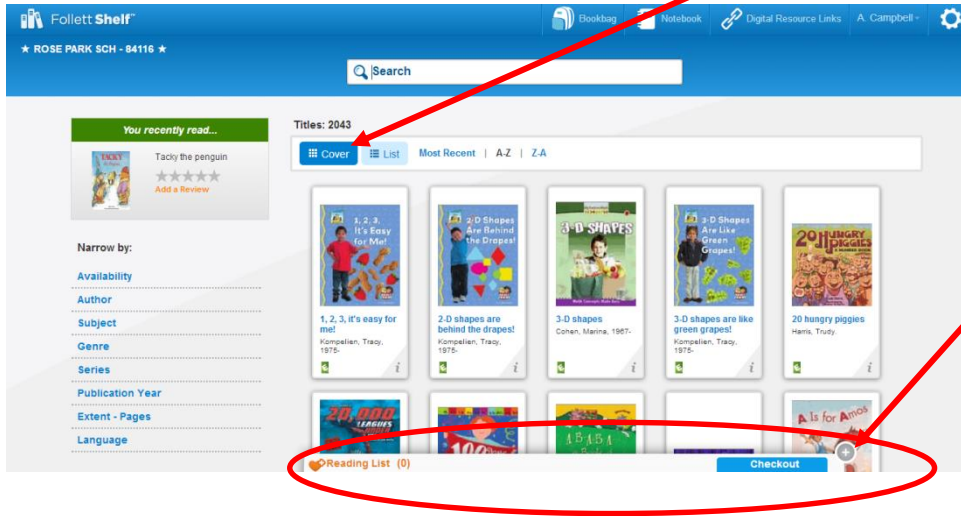 Follett Shelf™
Bookbag
Notebook
Digital Resource Links
A. Campbell
★ ROSE PARK SCH - 84116 ★
Search
You recently read...
TACKY
Tacky the penguin
Add a Review
Narrow by:
Availability
Author
Subject
Genre
Series
Publication Year
Extent - Pages
Language
Titles: 2043
Cover
List
Most Recent | A-Z | Z-A
1, 2, 3,
It's Easy
for Me!
1, 2, 3, it's easy for
me!
Kompelien, Tracy,
1975-
2-D Shapes
Are Behind
the Drapes!
2-D shapes are
behind the drapes!
Kompelien, Tracy,
1975-
3-D SHAPES
3-D shapes
Cohen, Marina, 1967-
3-D Shapes
Are Like
Green
Grapes!
3-D shapes are like
green grapes!
Kompelien, Tracy,
1975-
20 HUNGRY
PIGGIES
20 hungry piggies
Harris, Trudy.
20,000
LEAGUES
100
A IS for Amos
Reading List (0)
Checkout